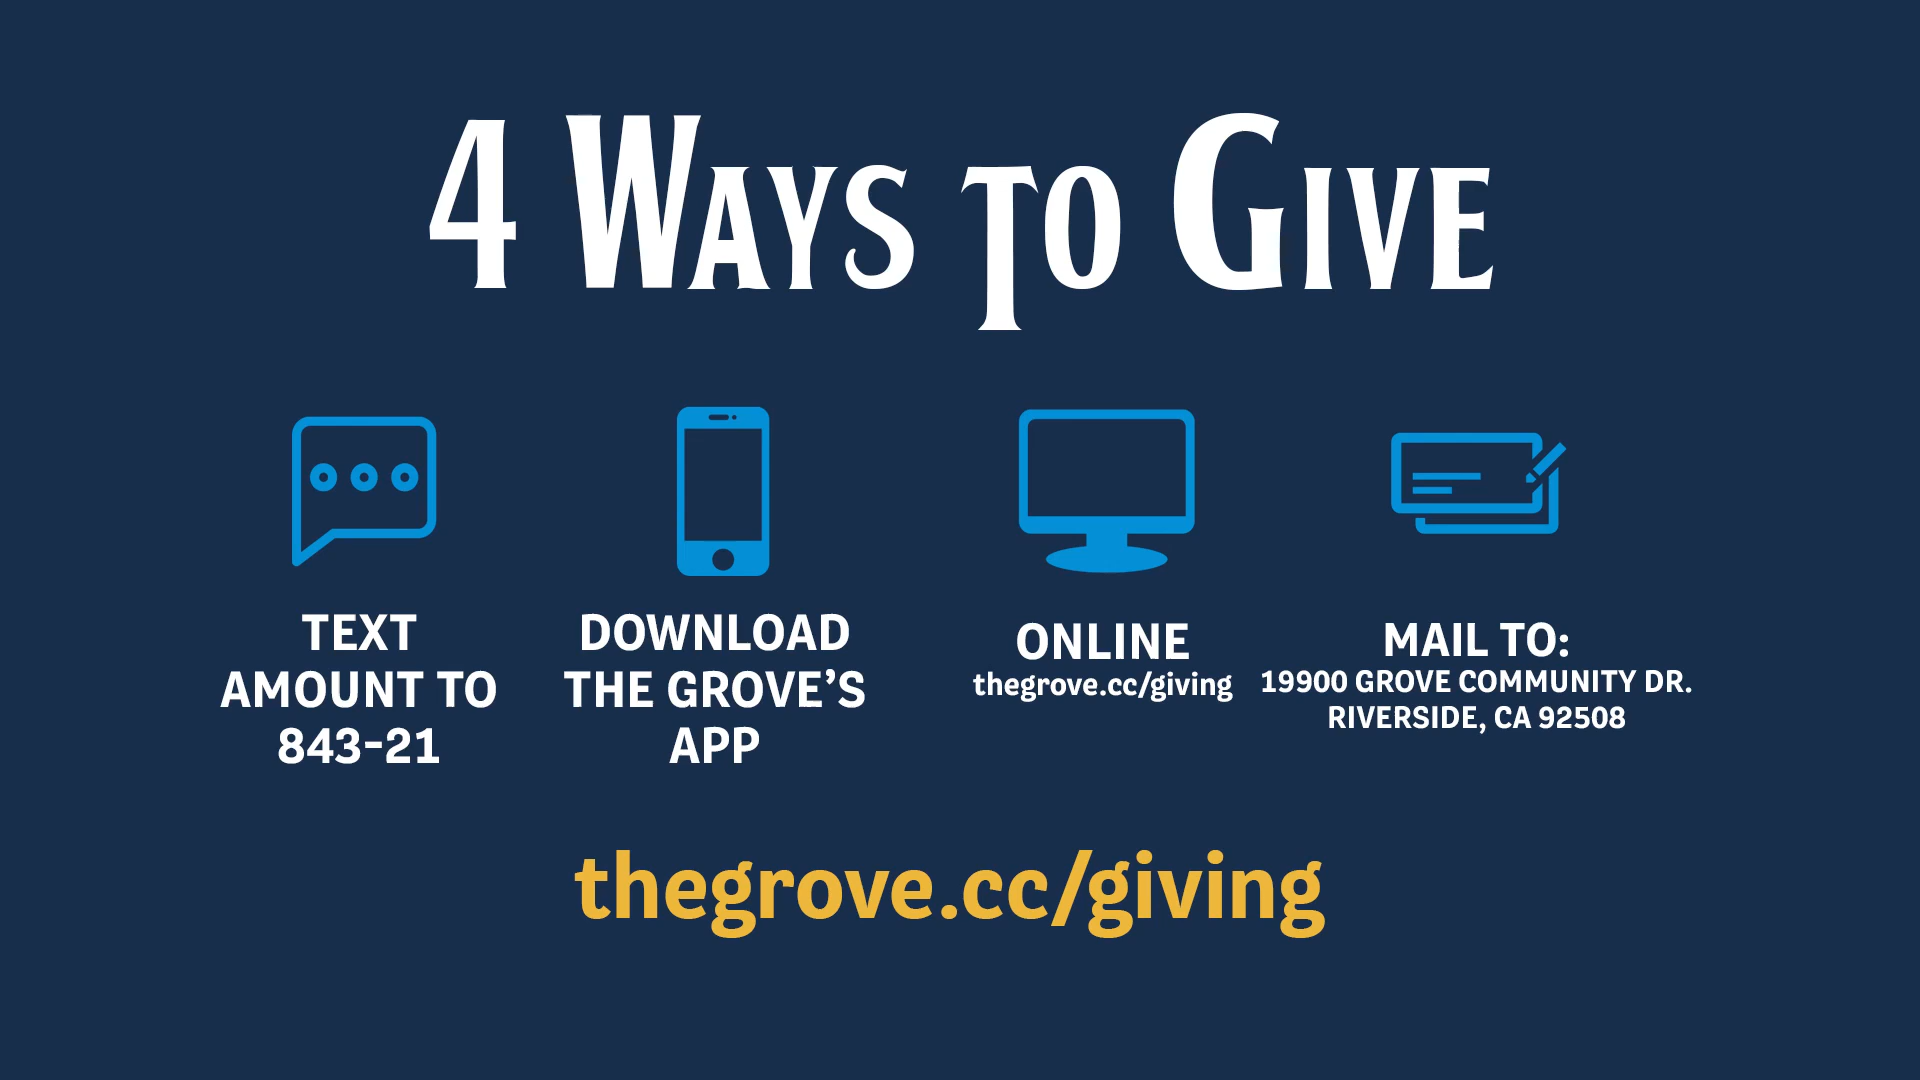 4 WAYS TO GIVE
TEXT
AMOUNT TO
843-21
DOWNLOAD
THE GROVE'S
APP
ONLINE
thegrove.cc/giving
MAIL TO:
19900 GROVE COMMUNITY DR.
RIVERSIDE, CA 92508
thegrove.cc/giving